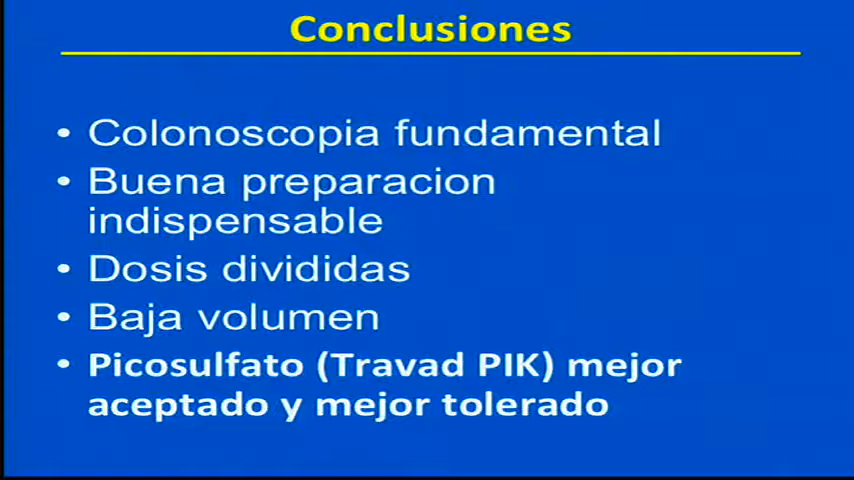 Conclusiones
• Colonoscopia fundamental
• Buena preparacion
indispensable
• Dosis divididas
• Baja volumen
• Picosulfato (Travad PIK) mejor
aceptado y mejor tolerado